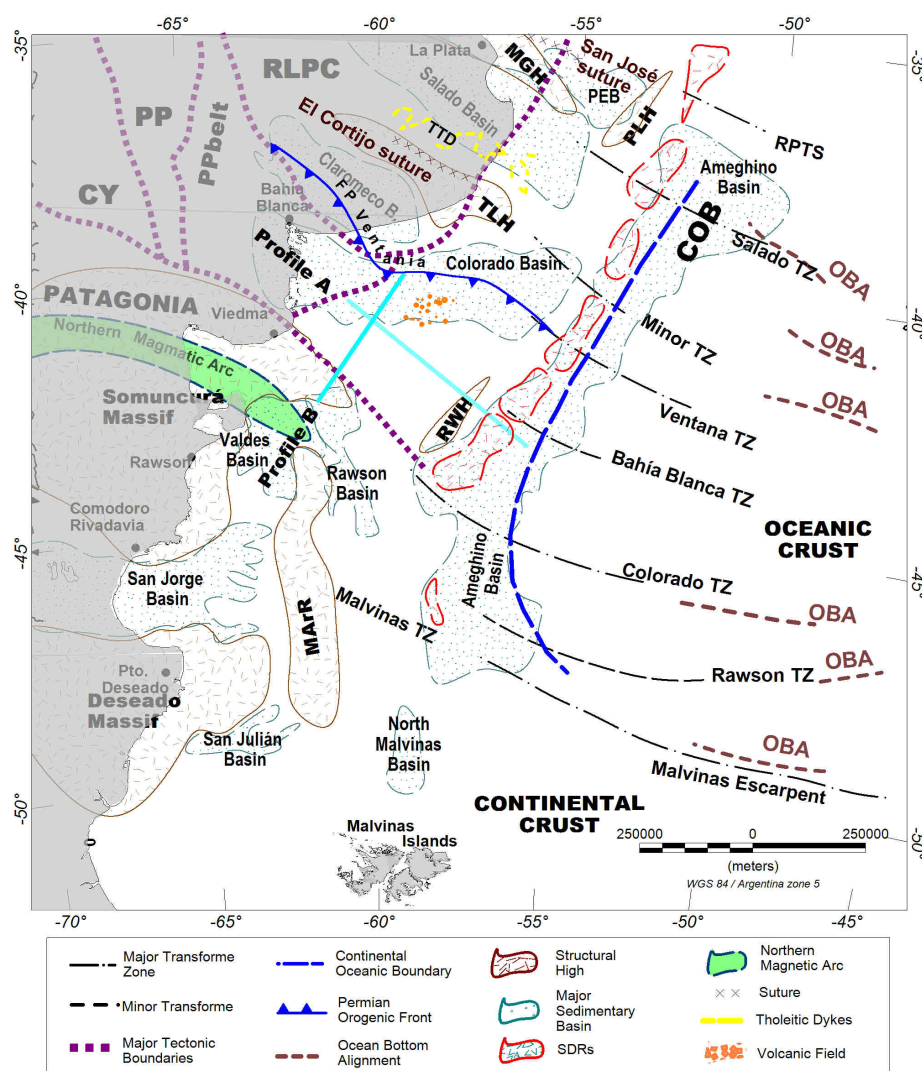 -70° -65° -60° -55° -50°
-35°
-40°
-45°
-50°
-35°
-40°
-45°
-50°
La Plata
MGH
San José
suture
PEB
PLH
RPTS
RLPC
PP
PPbelt
CY
Salado Basin
El Cortijo suture
TTD
Claromeco B.
Bahía
Blanca
FP Ventania
TLH
Ameghino
Basin
COB
Salado TZ
OBA
Profile A
Colorado Basin
PATAGONIA
Viedma
Minor TZ
OBA
Northern Magmatic Arc
Ventana TZ
OBA
Somuncurá
Massif
RWH
Valdes
Basin
Profile B
Rawson
Rawson
Basin
Bahía Blanca TZ
Comodoro
Rivadavia
OCEANIC
CRUST
San Jorge
Basin
MArR
Malvinas TZ
Ameghino
Basin
Colorado TZ
OBA
Pto.
Deseado
Rawson TZ
OBA
Deseado
Massif
San Julián
Basin
North
Malvinas
Basin
OBA
Malvinas Escarpent
CONTINENTAL
CRUST
0
Malvinas
Islands
250000 0 250000
(meters)
WGS 84 / Argentina zone 5
-70° -65° -60° -55° -50° -45°
Major Transforme
Zone
Minor Transforme
Major Tectonic
Boundaries
Continental
Oceanic Boundary
Permian
Orogenic Front
Ocean Bottom
Alignment
Structural
High
Major
Sedimentary
Basin
SDRs
Northern
Magnetic Arc
Suture
Tholeitic Dykes
Volcanic Field